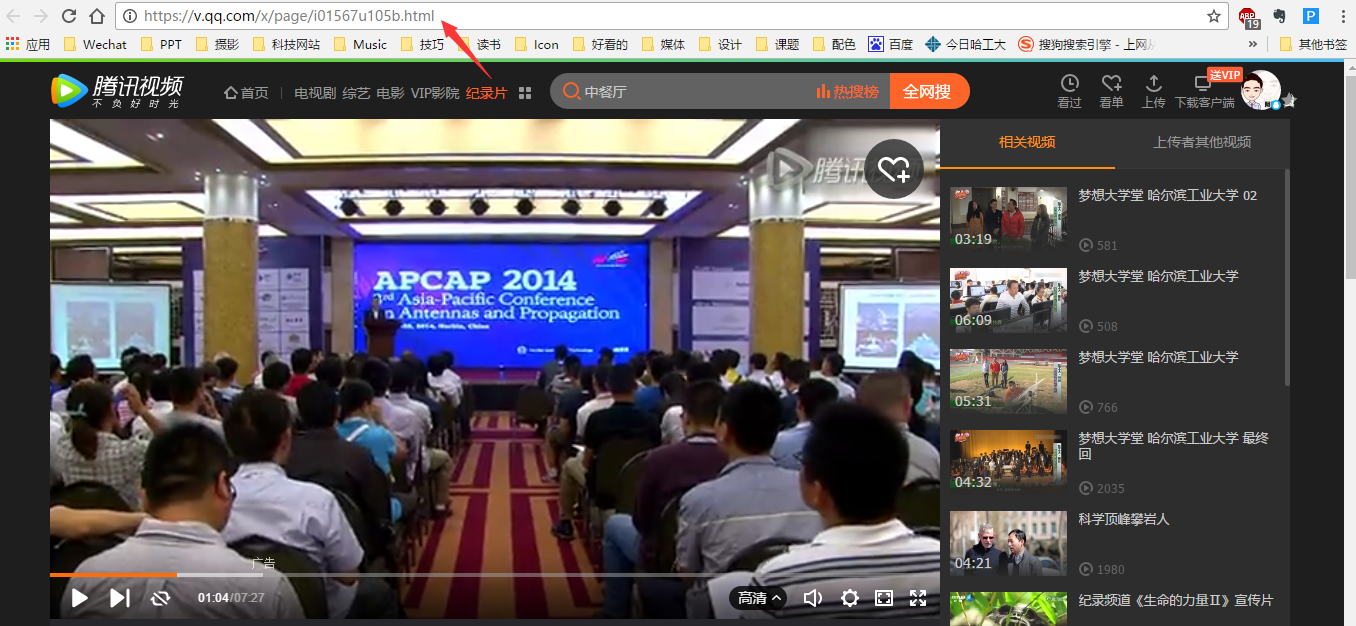 https://v.qq.com/x/page/i01567u105b.html
ABP
19
P
应用
Wechat
PPT
摄影
科技网站
Music
技巧
读书
Icon
好看的
媒体
设计
课题
配色
百度
今日哈工大
搜狗搜索引擎 - 上网
»
其他书签
腾讯视频
不负好时光
首页
电视剧 综艺 电影 VIP影院 纪录片
中餐厅
热搜榜
全网搜
看过
看单
上传
下载客户端
送VIP
腾讯
APCAP 2014
3rd Asia-Pacific Conference
on Antennas and Propagation
广告
01:04/07:27
高清
相关视频
上传者其他视频
梦想大学堂 哈尔滨工业大学 02
03:19
581
梦想大学堂 哈尔滨工业大学
06:09
508
梦想大学堂 哈尔滨工业大学
05:31
766
梦想大学堂 哈尔滨工业大学 最终
回
04:32
2035
科学顶峰攀岩人
04:21
1980
纪录频道《生命的力量Ⅱ》宣传片